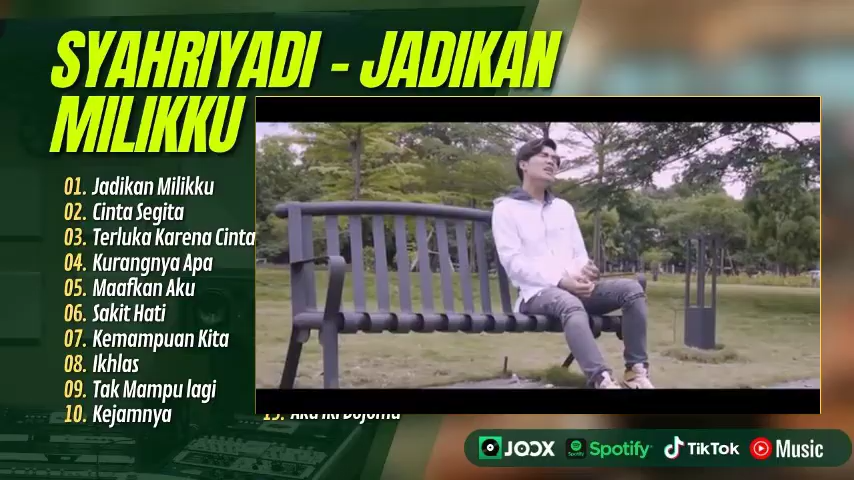 SYAHRIYADI - JADIKAN
MILIKKU
01. Jadikan Milikku
02. Cinta Segita
03. Terluka Karena Cinta
04. Kurangnya Apa
05. Maafkan Aku
06. Sakit Hati
07. Kemampuan Kita
08. Ikhlas
09. Tak Mampu lagi
10. Kejamnya
JOOX Spotify Spotify TikTok Music